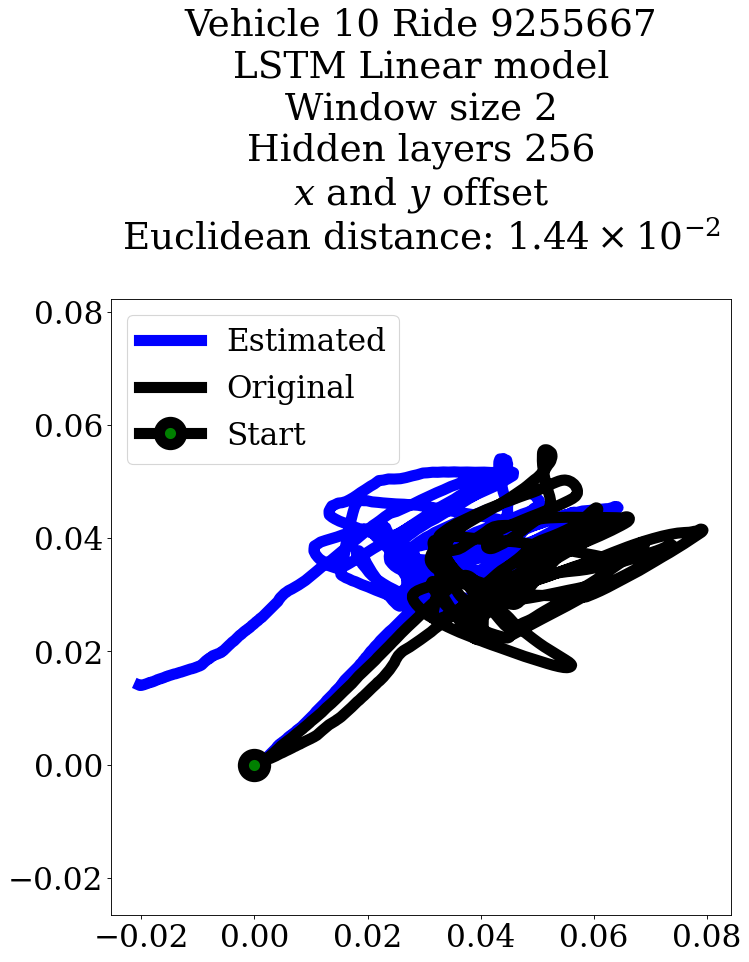 Vehicle 10 Ride 9255667
LSTM Linear model
Window size 2
Hidden layers 256
x and y offset
Euclidean distance: 1.44 × 10⁻²
0.08
0.06
0.04
0.02
0.00
−0.02
Estimated
Original
Start
−0.02 0.00 0.02 0.04 0.06 0.08